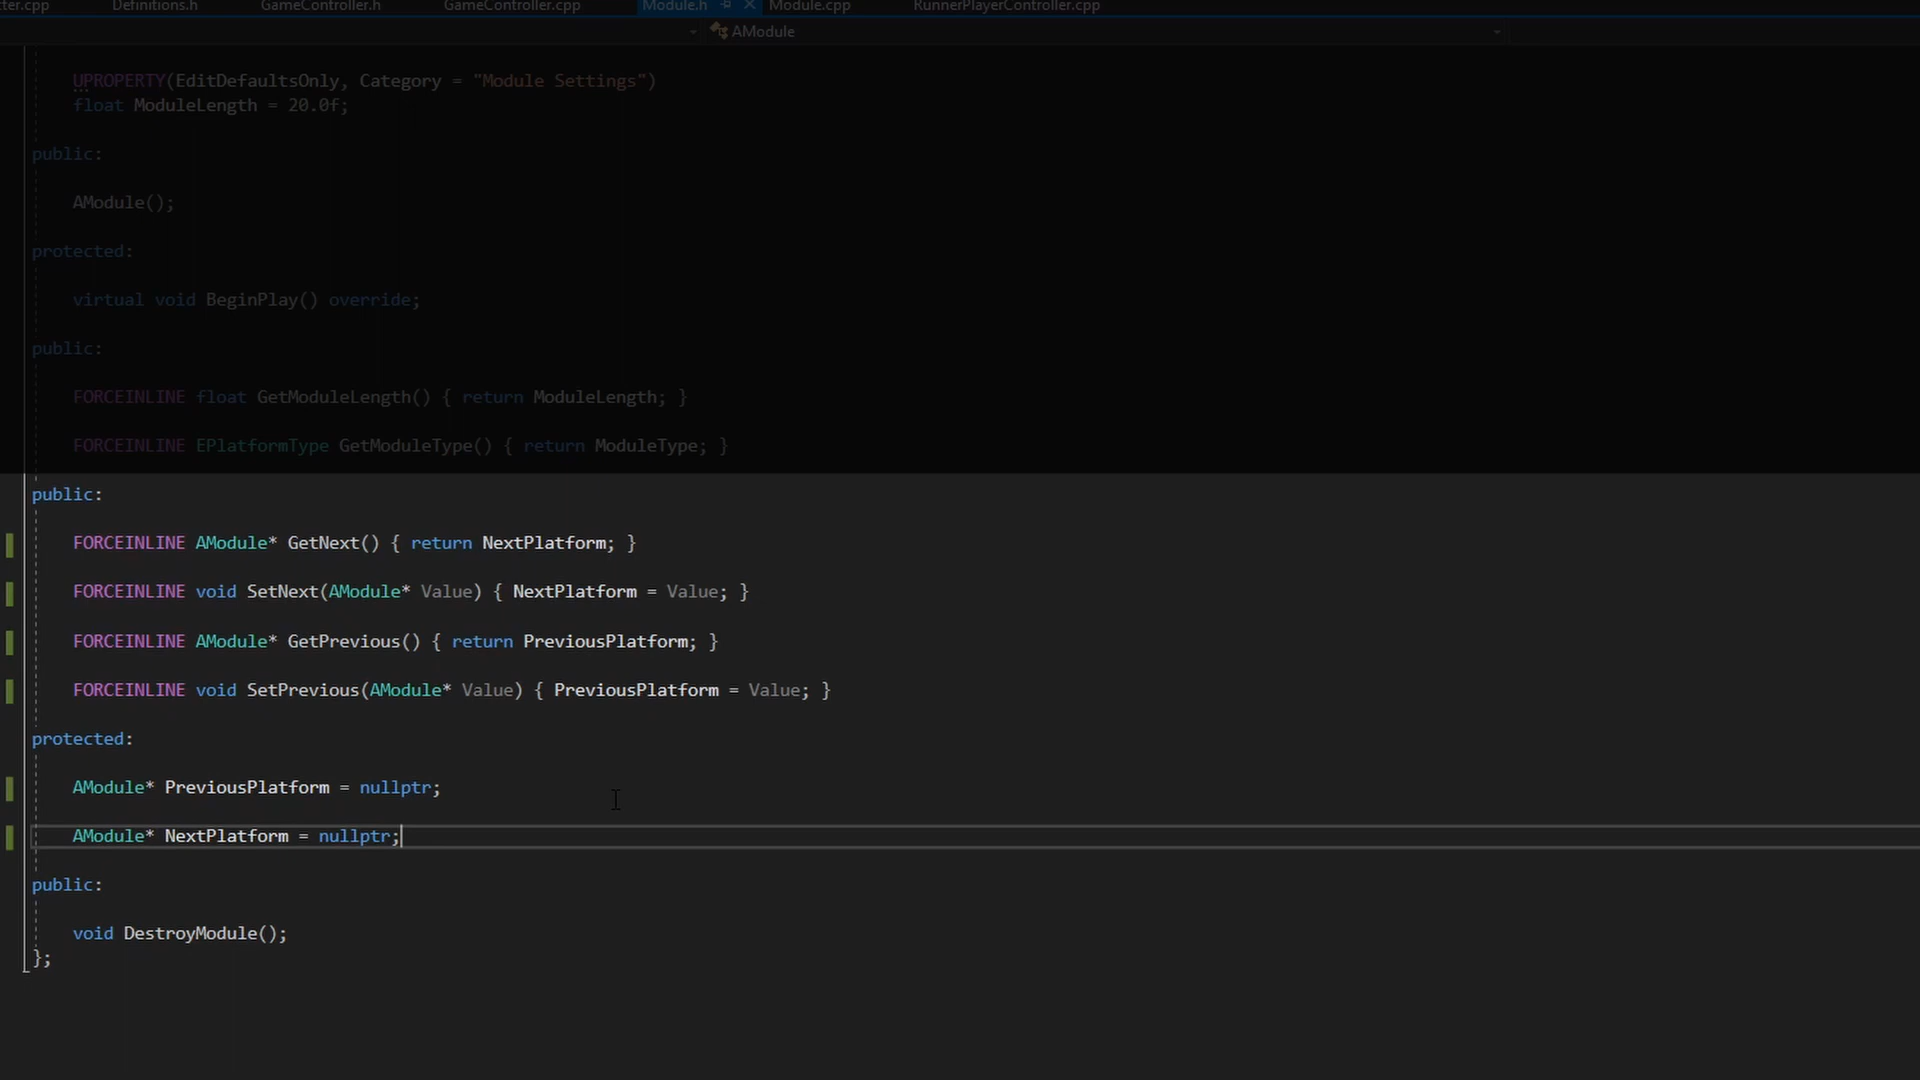 tter.cpp Definitions.h GameController.h GameController.cpp Module.h Module.cpp RunnerPlayerController.cpp
AModule
UPROPERTY(EditDefaultsOnly, Category = "Module Settings")
float ModuleLength = 20.0f;
public:
AModule();
protected:
virtual void BeginPlay() override;
public:
FORCEINLINE float GetModuleLength() { return ModuleLength; }
FORCEINLINE EPlatformType GetModuleType() { return ModuleType; }
public:
FORCEINLINE AModule* GetNext() { return NextPlatform; }
FORCEINLINE void SetNext(AModule* Value) { NextPlatform = Value; }
FORCEINLINE AModule* GetPrevious() { return PreviousPlatform; }
FORCEINLINE void SetPrevious(AModule* Value) { PreviousPlatform = Value; }
protected:
AModule* PreviousPlatform = nullptr;
AModule* NextPlatform = nullptr;
public:
void DestroyModule();
};